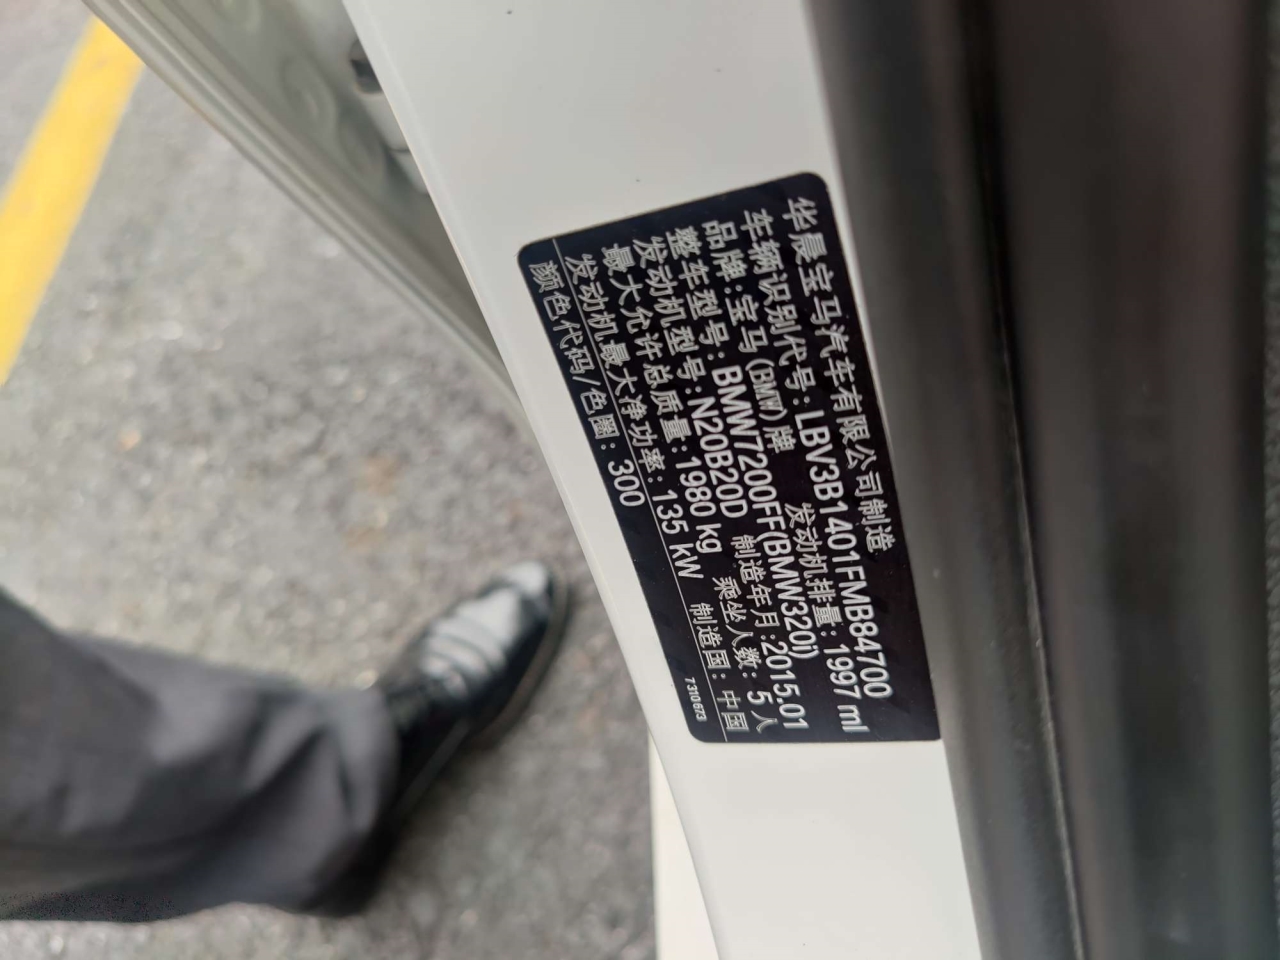 华晨宝马汽车有限公司制造
车辆识别代号: LBV3B1401FMB84700
品牌: 宝马(BMW)牌 发动机排量: 1997 ml
整车型号: BMW7200FF(BMW320i)
发动机型号: N20B20D 制造年月: 2015.01
最大允许总质量: 1980 kg 乘坐人数: 5 人
发动机最大净功率: 135 kW 制造国: 中国
颜色代码/色圈: 300
7 310 673